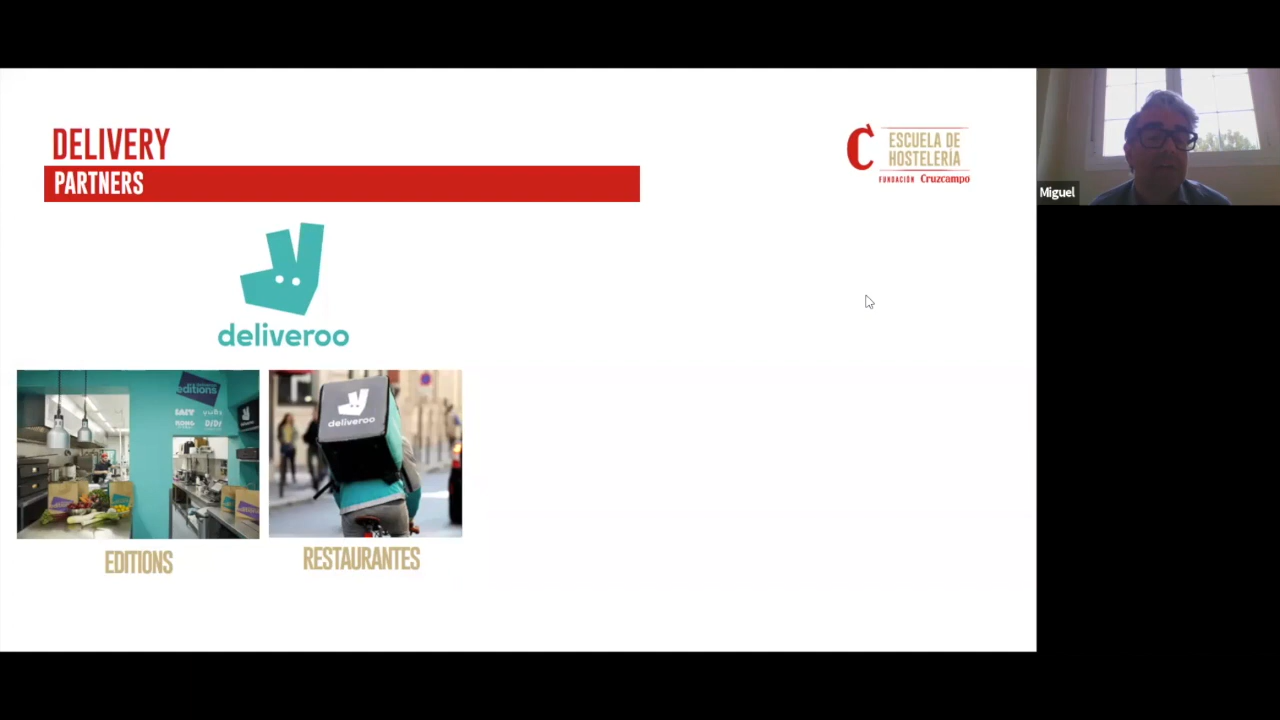 DELIVERY
PARTNERS
ESCUELA DE
HOSTELERÍA
FUNDACIÓN Cruzcampo
Miguel
deliveroo
editions
deliveroo
EDITIONS
RESTAURANTES